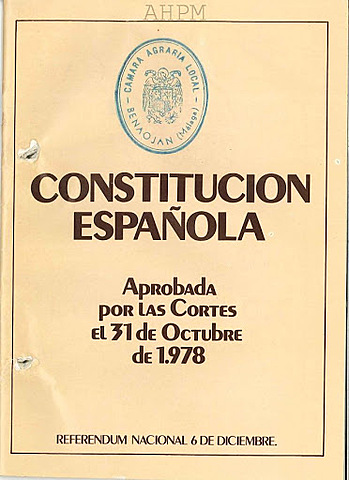 AHPM
CAMARA AGRARIA LOCAL
BENAOJAN (Málaga)
CONSTITUCION
ESPAÑOLA
Aprobada
por las Cortes
el 31 de Octubre
de 1.978
REFERENDUM NACIONAL 6 DE DICIEMBRE.